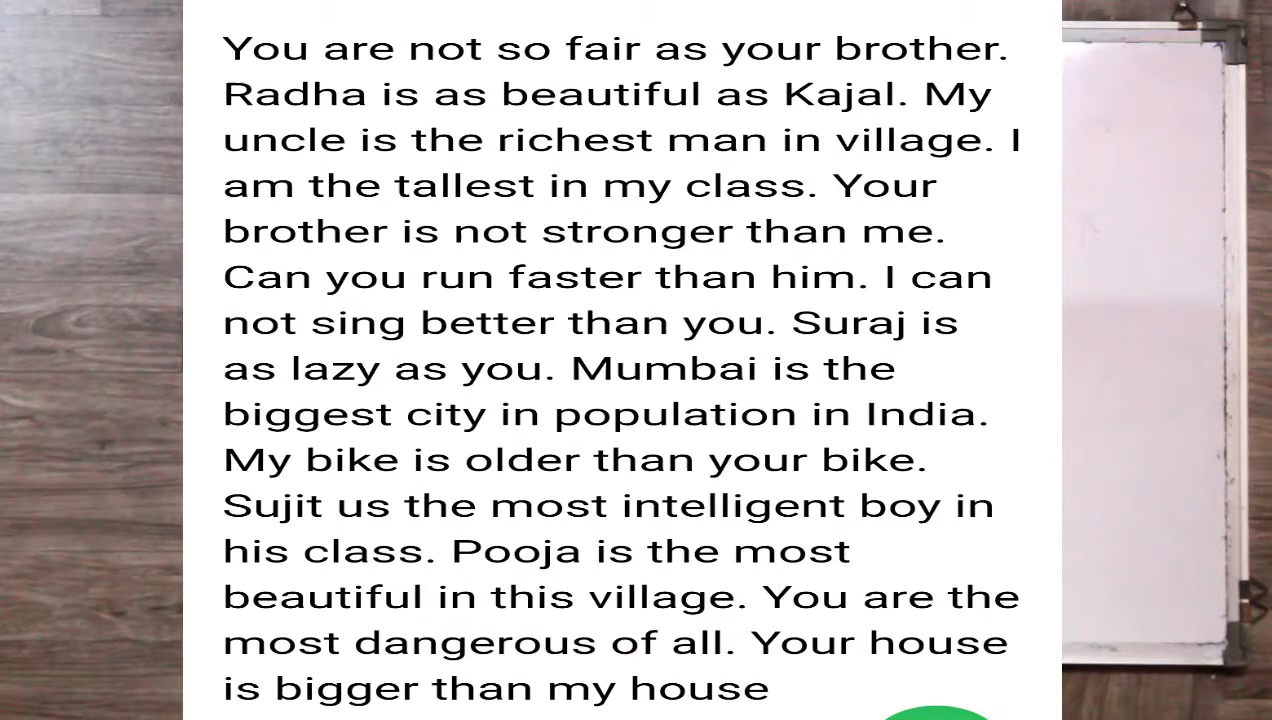 You are not so fair as your brother.
Radha is as beautiful as Kajal. My
uncle is the richest man in village. I
am the tallest in my class. Your
brother is not stronger than me.
Can you run faster than him. I can
not sing better than you. Suraj is
as lazy as you. Mumbai is the
biggest city in population in India.
My bike is older than your bike.
Sujit us the most intelligent boy in
his class. Pooja is the most
beautiful in this village. You are the
most dangerous of all. Your house
is bigger than my house